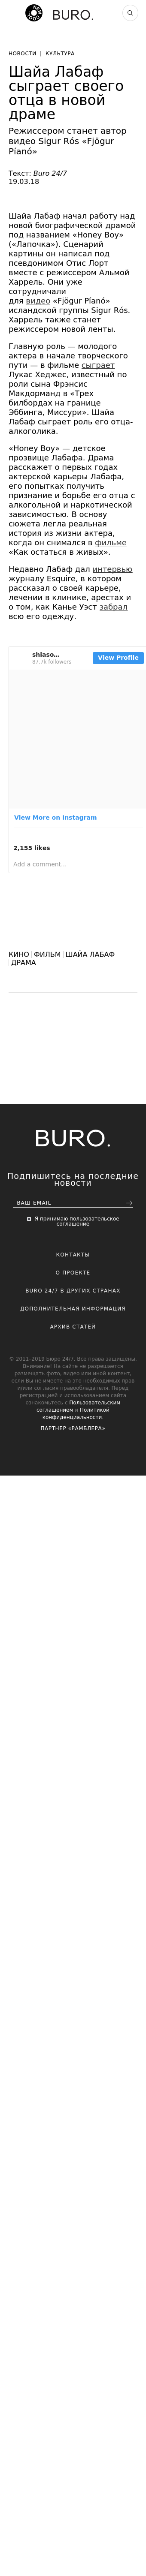 BURO.
НОВОСТИ | КУЛЬТУРА
Шайа Лабаф
сыграет своего
отца в новой
драме
Режиссером станет автор
видео Sigur Rós «Fjögur
Píanó»
Текст: Buro 24/7
19.03.18
Шайа Лабаф начал работу над
новой биографической драмой
под названием «Honey Boy»
(«Лапочка»). Сценарий
картины он написал под
псевдонимом Отис Лорт
вместе с режиссером Альмой
Харрель. Они уже
сотрудничали
для видео «Fjögur Píanó»
исландской группы Sigur Rós.
Харрель также станет
режиссером новой ленты.
Главную роль — молодого
актера в начале творческого
пути — в фильме сыграет
Лукас Хеджес, известный по
роли сына Фрэнсис
Макдорманд в «Трех
билбордах на границе
Эббинга, Миссури». Шайа
Лабаф сыграет роль его отца-
алкоголика.
«Honey Boy» — детское
прозвище Лабафа. Драма
расскажет о первых годах
актерской карьеры Лабафа,
его попытках получить
признание и борьбе его отца с
алкогольной и наркотической
зависимостью. В основу
сюжета легла реальная
история из жизни актера,
когда он снимался в фильме
«Как остаться в живых».
Недавно Лабаф дал интервью
журналу Esquire, в котором
рассказал о своей карьере,
лечении в клинике, арестах и
о том, как Канье Уэст забрал
всю его одежду.
shiaso...
87.7k followers
View Profile
View More on Instagram
2,155 likes
Add a comment...
КИНО ФИЛЬМ ШАЙА ЛАБАФ
ДРАМА
BURO.
Подпишитесь на последние
новости
ВАШ EMAIL
Я принимаю пользовательское
соглашение
КОНТАКТЫ
О ПРОЕКТЕ
BURO 24/7 В ДРУГИХ СТРАНАХ
ДОПОЛНИТЕЛЬНАЯ ИНФОРМАЦИЯ
АРХИВ СТАТЕЙ
© 2011–2019 Бюро 24/7. Все права защищены.
Внимание! На сайте не разрешается
размещать фото, видео или иной контент,
если Вы не имеете на это необходимых прав
и/или согласия правообладателя. Перед
регистрацией и использованием сайта
ознакомьтесь с Пользовательским
соглашением и Политикой
конфиденциальности
ПАРТНЕР «РАМБЛЕРА»